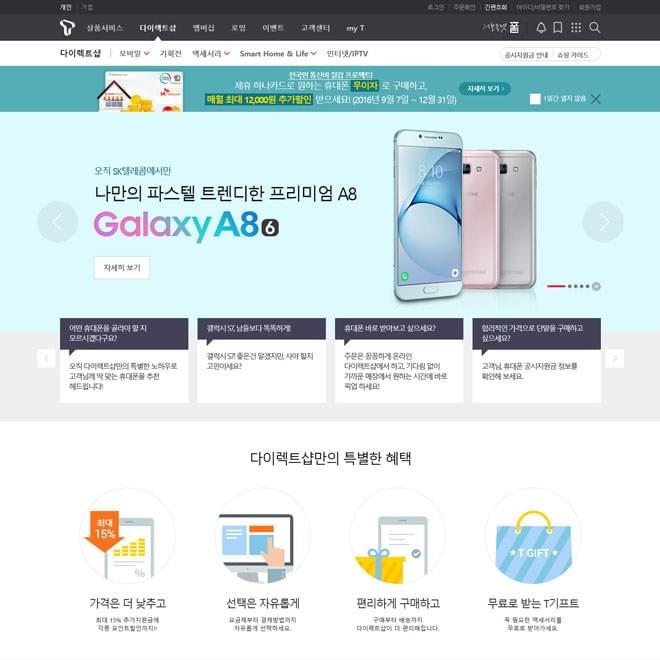 개인 | 기업
로그인 | 주문확인 | 간편조회 | 아이디/비밀번호 찾기 | 회원가입
상품서비스 다이렉트샵 멤버십 로밍 이벤트 고객센터 my T
다이렉트샵 | 모바일 기획전 액세서리 Smart Home & Life 인터넷/IPTV
공시지원금 안내 | 쇼핑 가이드
전국민 통신비 절감 프로젝트!
제휴 하나카드로 원하는 휴대폰 무이자 로 구매하고,
매월 최대 12,000원 추가할인 받으세요! (2016년 9월 7일 ~ 12월 31일)
자세히 보기 >
1일간 열지 않음
오직 SK텔레콤에서만
나만의 파스텔 트렌디한 프리미엄 A8
Galaxy A8 6
자세히 보기
8:10
어떤 휴대폰을 골라야 할 지
모르시겠다구요?
오직 다이렉트샵만의 특별한 노하우로
고객님께 딱 맞는 휴대폰을 추천
해드립니다!
갤럭시 S7, 남들보다 똑똑하게!
갤럭시 S7! 좋은건 알겠지만, 사야 할지
고민이세요?
휴대폰 바로 받아보고 싶으세요?
주문은 꼼꼼하게 온라인
다이렉트샵에서 하고, 기다림 없이
가까운 매장에서 원하는 시간에 바로
픽업 하세요!
합리적인 가격으로 단말을 구매하고
싶으세요?
고객님, 휴대폰 공시지원금 정보를
확인해 보세요.
다이렉트샵만의 특별한 혜택
최대
15%
%
T GIFT
가격은 더 낮추고
최대 15% 추가지원금에
각종 포인트할인까지!!
선택은 자유롭게
요금제부터 결제방법까지
자유롭게 선택하세요.
편리하게 구매하고
구매부터 배송까지
다이렉트샵이 더 편리해집니다.
무료로 받는 T기프트
꼭 필요한 액세서리를
무료로 받아가세요.